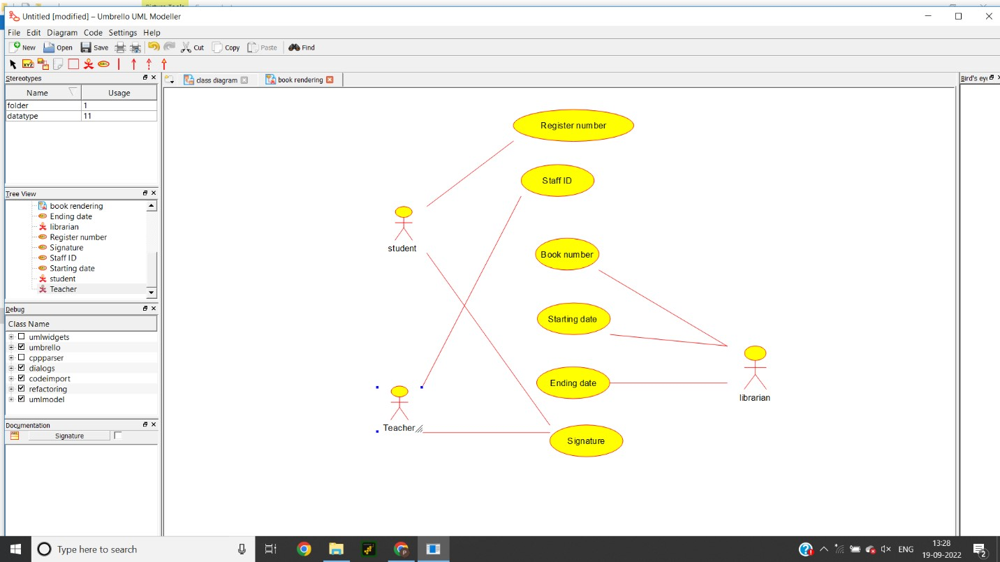 Picture Tools
Untitled [modified] – Umbrello UML Modeller
File Edit Diagram Code Settings Help
New Open Save Cut Copy Paste Find
XYZ ABC
Stereotypes
Name Usage
folder 1
datatype 11
Tree View
book rendering
Ending date
librarian
Register number
Signature
Staff ID
Starting date
student
Teacher
Debug
Class Name
umlwidgets
umbrello
cppparser
dialogs
codeimport
refactoring
umlmodel
Documentation
Signature
class diagram
book rendering
Register number
Staff ID
student
Book number
Starting date
Ending date
librarian
Teacher
Signature
Bird's eye
Type here to search
ENG
13:28
19-09-2022
2